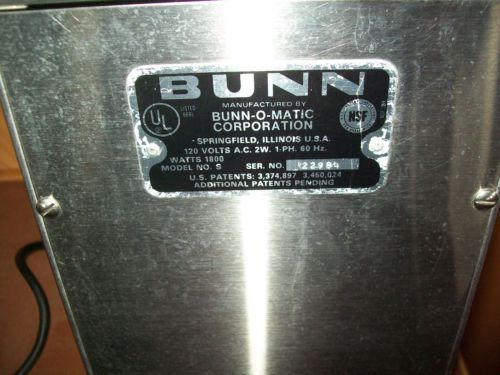 BUNN
MANUFACTURED BY
BUNN-O-MATIC
CORPORATION
UL
LISTED
NSF
SPRINGFIELD, ILLINOIS U.S.A.
120 VOLTS A.C. 2W. 1-PH. 60 Hz.
WATTS 1800
MODEL NO. S SER. NO.
U.S. PATENTS: 3,374,897 3,460,024
ADDITIONAL PATENTS PENDING